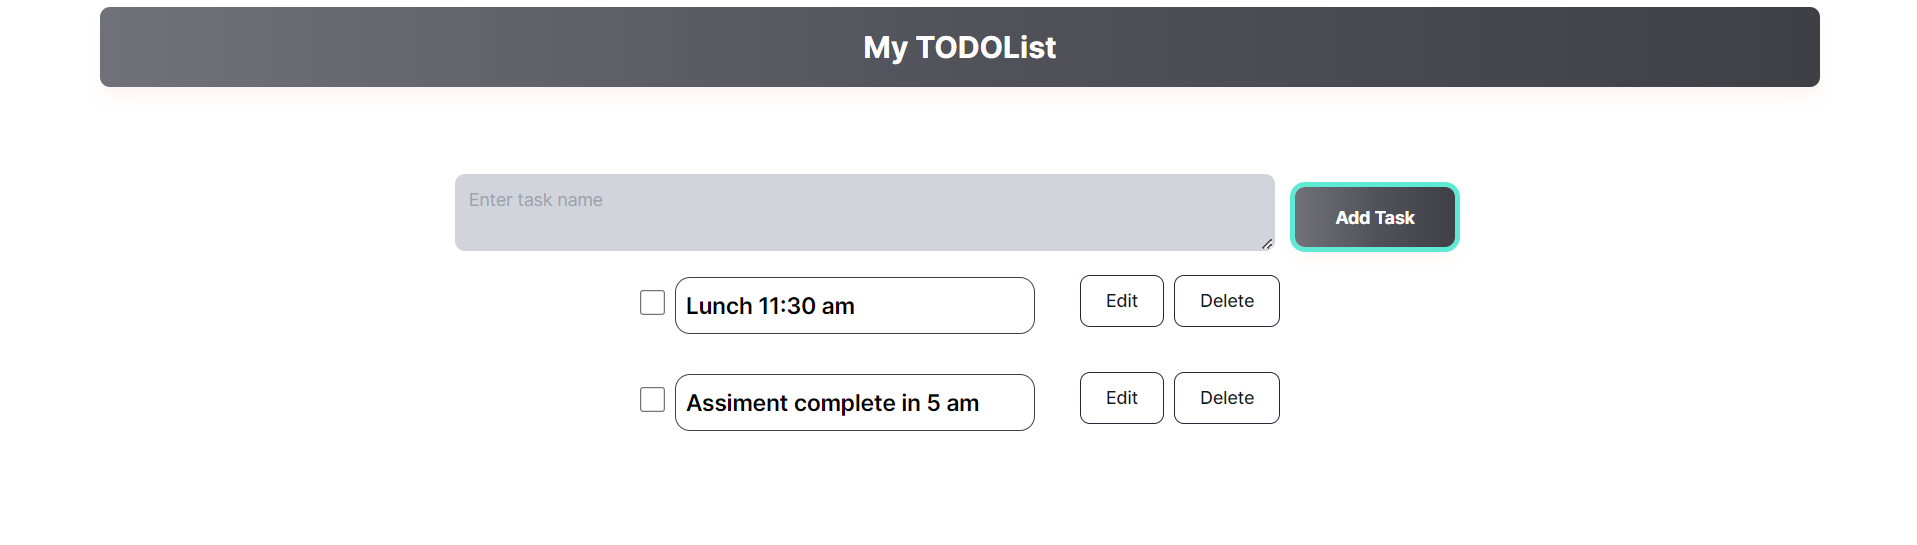 My TODOList
Enter task name
Add Task
Lunch 11:30 am
Edit
Delete
Assiment complete in 5 am
Edit
Delete